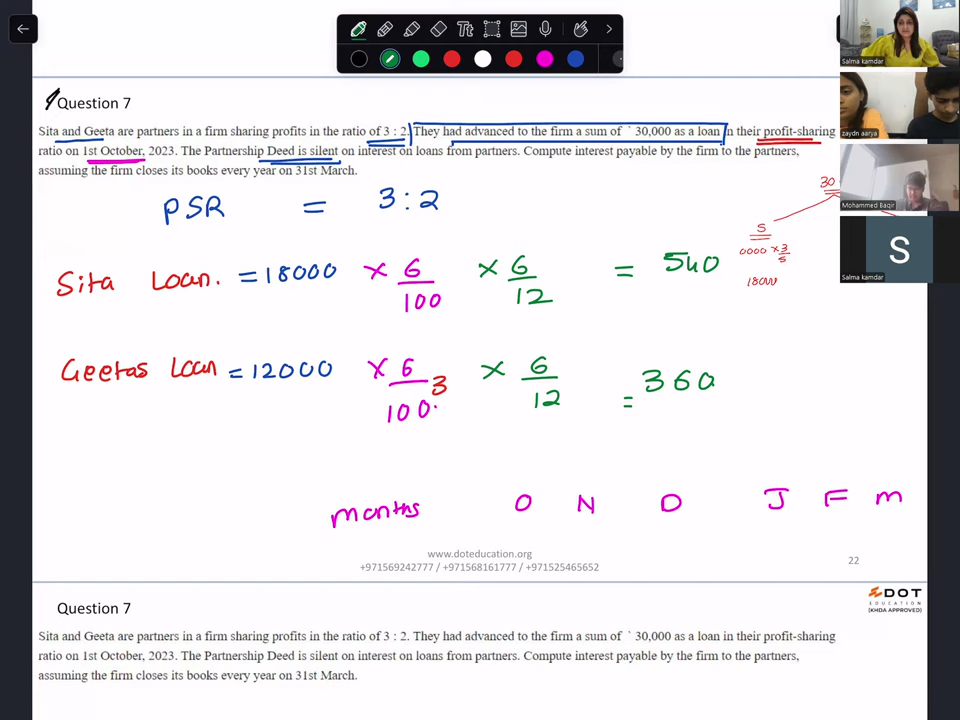 Tt
Salma kamdar
zaydn aarya
Mohammed Baqir
S
Salma kamdar
Question 7
Sita and Geeta are partners in a firm sharing profits in the ratio of 3 : 2. They had advanced to the firm a sum of ` 30,000 as a loan in their profit-sharing
ratio on 1st October, 2023. The Partnership Deed is silent on interest on loans from partners. Compute interest payable by the firm to the partners,
assuming the firm closes its books every year on 31st March.
PSR = 3 : 2
30
S
0000 × 3/5
18000
Sita Loan. = 18000 × 6/100 × 6/12 = 540
Geetas Loan = 12000 × 6/100 3 × 6/12 = 360
months O N D J F m
www.doteducation.org
+971569242777 / +971568161777 / +971525465652
22
DOT
EDUCATION
(KHDA APPROVED)
Question 7
Sita and Geeta are partners in a firm sharing profits in the ratio of 3 : 2. They had advanced to the firm a sum of ` 30,000 as a loan in their profit-sharing
ratio on 1st October, 2023. The Partnership Deed is silent on interest on loans from partners. Compute interest payable by the firm to the partners,
assuming the firm closes its books every year on 31st March.